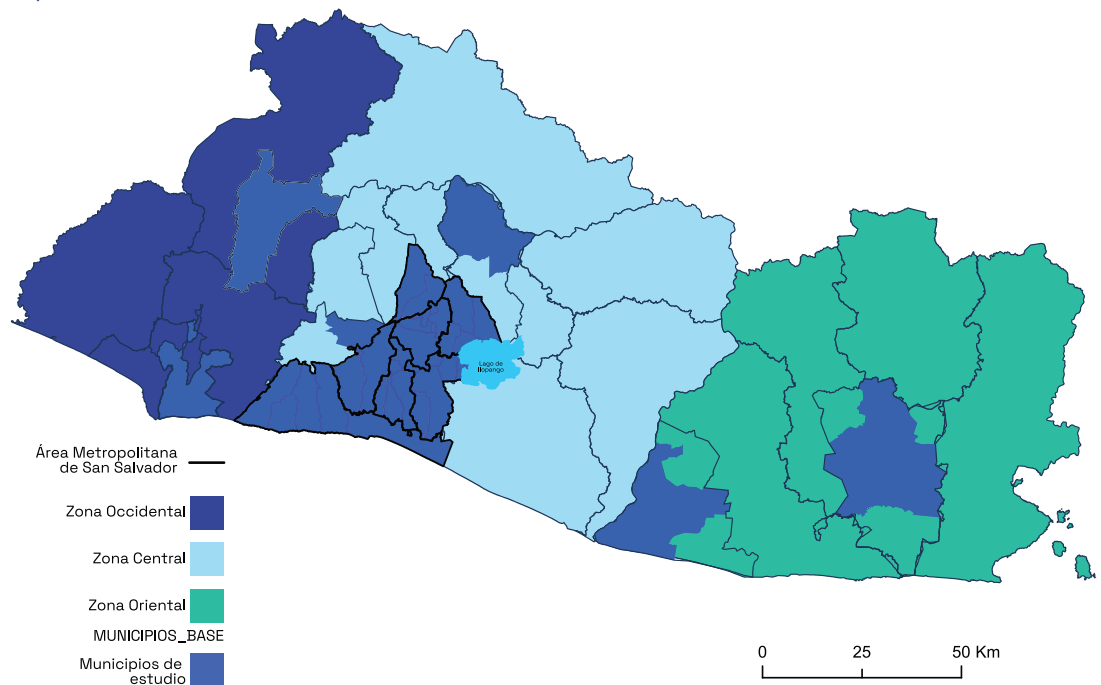 Lago de
Ilopango
Área Metropolitana
de San Salvador
Zona Occidental
Zona Central
Zona Oriental
MUNICIPIOS_BASE
Municipios de
estudio
0 25 50 Km